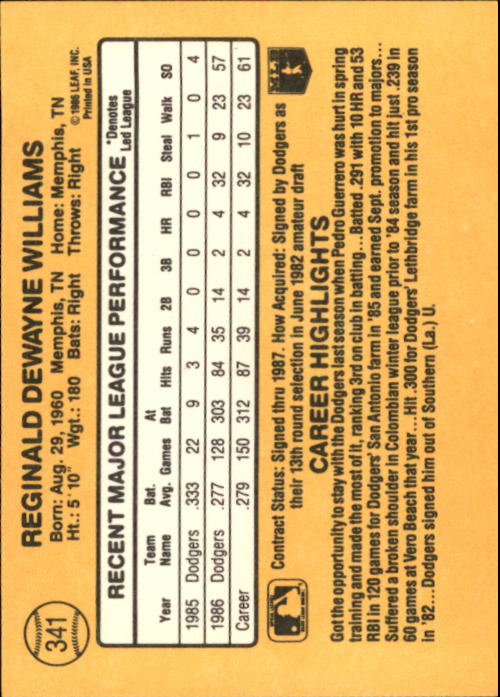 341
REGINALD DEWAYNE WILLIAMS
Born: Aug. 29, 1960 Memphis, TN Home: Memphis, TN
Ht.: 5'10" Wgt.: 180 Bats: Right Throws: Right
© 1986 LEAF, INC.
Printed in USA
RECENT MAJOR LEAGUE PERFORMANCE
*Denotes
Led League
Team Bat. At
Year Name Avg. Games Bat Hits Runs 2B 3B HR RBI Steal Walk SO
1985 Dodgers .333 22 9 3 4 0 0 0 0 1 0 4
1986 Dodgers .277 128 303 84 35 14 2 4 32 9 23 57
Career .279 150 312 87 39 14 2 4 32 10 23 61
Contract Status: Signed thru 1987. How Acquired: Signed by Dodgers as
their 13th round selection in June 1982 amateur draft
CAREER HIGHLIGHTS
Got the opportunity to stay with the Dodgers last season when Pedro Guerrero was hurt in spring
training and made the most of it, ranking 3rd on club in batting...Batted .291 with 10 HR and 53
RBI in 120 games for Dodgers' San Antonio farm in '85 and earned Sept. promotion to majors...
Suffered a broken shoulder in Colombian winter league prior to '84 season and hit just .239 in
60 games at Vero Beach that year...Hit .300 for Dodgers' Lethbridge farm in his 1st pro season
in '82...Dodgers signed him out of Southern (La.) U.